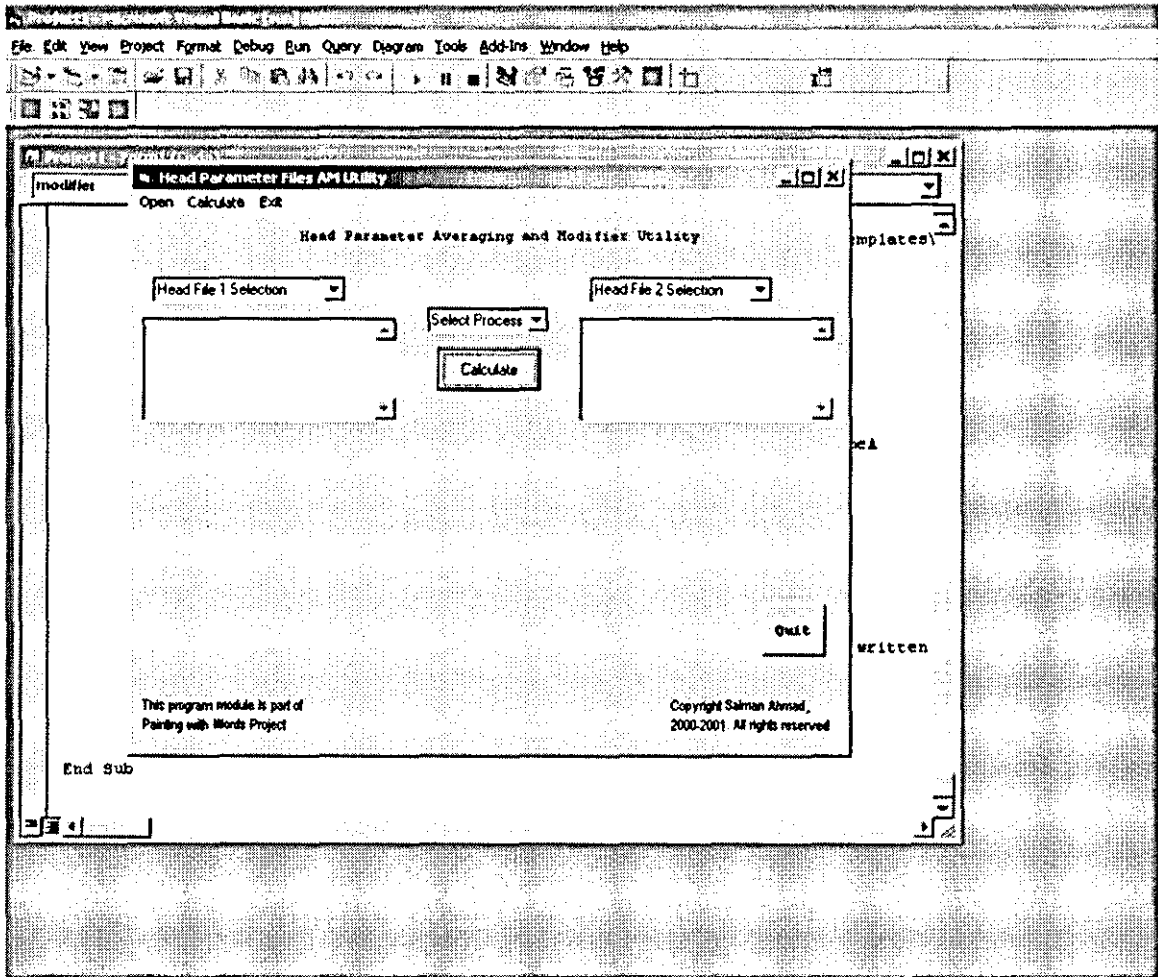 File Edit View Project Format Debug Run Query Diagram Tools Add-Ins Window Help
modifier
Head Parameter Files AM Utility
Open Calculate Exit
Head Parameter Averaging and Modifier Utility
mplates\
Head File 1 Selection
Head File 2 Selection
Select Process
Calculate
Quit
written
This program module is part of
Painting with Words Project
Copyright Salman Ahmad,
2000-2001. All rights reserved
End Sub